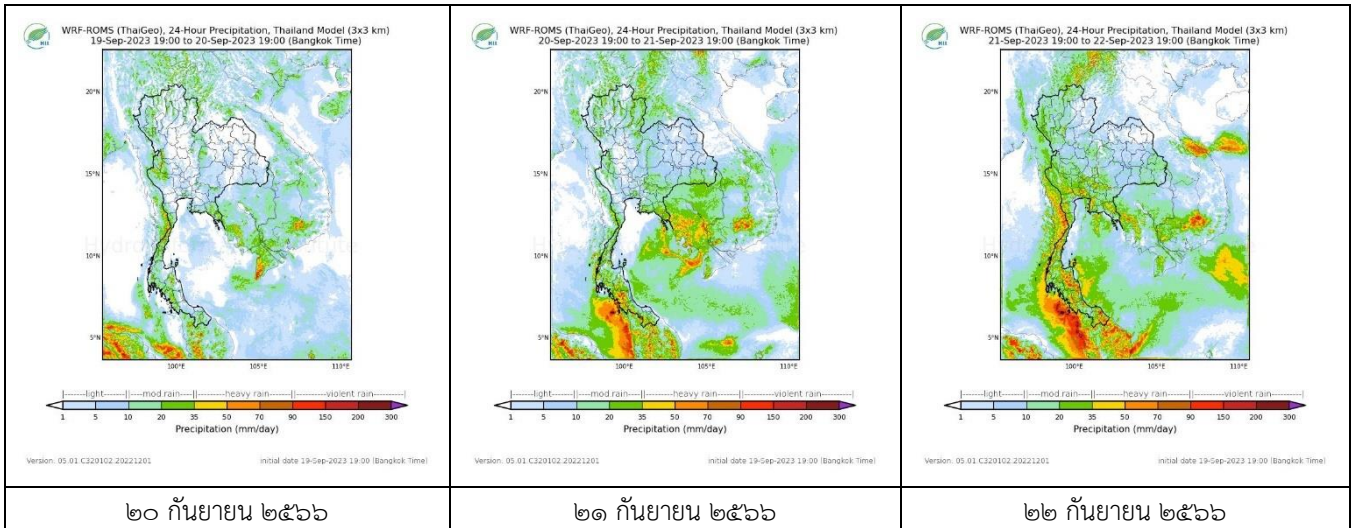 WRF-ROMS (ThaiGeo), 24-Hour Precipitation, Thailand Model (3x3 km)
19-Sep-2023 19:00 to 20-Sep-2023 19:00 (Bangkok Time)
HII
20°N
15°N
10°N
5°N
100°E 105°E 110°E
|-------light-------||---mod rain---||-------heavy rain-------||-------violent rain-------|
1 5 10 20 35 50 70 90 150 200 300
Precipitation (mm/day)
Version: 05.01.C320102.20221201 initial date 19-Sep-2023 19:00 (Bangkok Time)
๒๐ กันยายน ๒๕๖๖
WRF-ROMS (ThaiGeo), 24-Hour Precipitation, Thailand Model (3x3 km)
20-Sep-2023 19:00 to 21-Sep-2023 19:00 (Bangkok Time)
HII
20°N
15°N
10°N
5°N
100°E 105°E 110°E
|-------light-------||---mod rain---||-------heavy rain-------||-------violent rain-------|
1 5 10 20 35 50 70 90 150 200 300
Precipitation (mm/day)
Version: 05.01.C320102.20221201 initial date 19-Sep-2023 19:00 (Bangkok Time)
๒๑ กันยายน ๒๕๖๖
WRF-ROMS (ThaiGeo), 24-Hour Precipitation, Thailand Model (3x3 km)
21-Sep-2023 19:00 to 22-Sep-2023 19:00 (Bangkok Time)
HII
20°N
15°N
10°N
5°N
100°E 105°E 110°E
|-------light-------||---mod rain---||-------heavy rain-------||-------violent rain-------|
1 5 10 20 35 50 70 90 150 200 300
Precipitation (mm/day)
Version: 05.01.C320102.20221201 initial date 19-Sep-2023 19:00 (Bangkok Time)
๒๒ กันยายน ๒๕๖๖